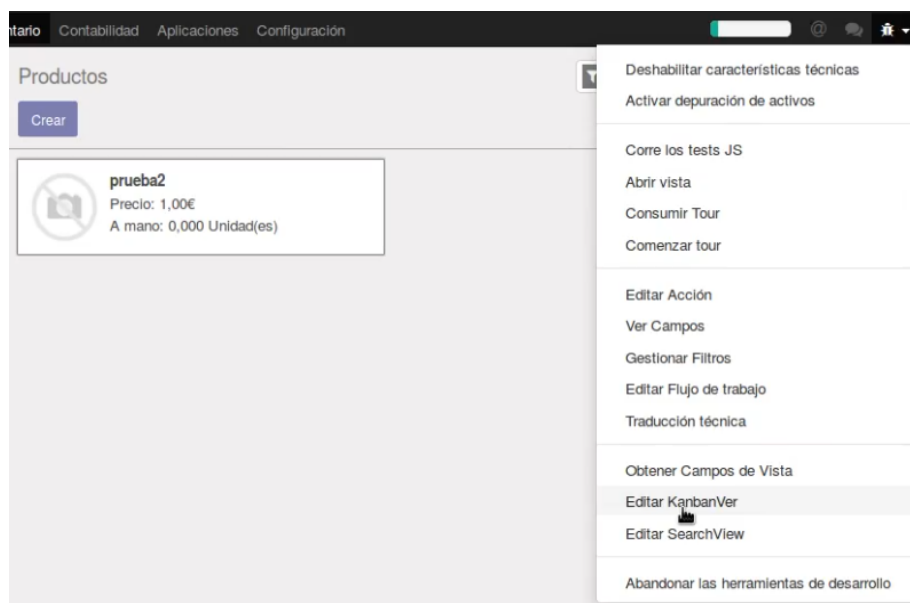 ntario Contabilidad Aplicaciones Configuración @
Productos
Crear
prueba2
Precio: 1,00€
A mano: 0,000 Unidad(es)
Deshabilitar características técnicas
Activar depuración de activos
Corre los tests JS
Abrir vista
Consumir Tour
Comenzar tour
Editar Acción
Ver Campos
Gestionar Filtros
Editar Flujo de trabajo
Traducción técnica
Obtener Campos de Vista
Editar KanbanVer
Editar SearchView
Abandonar las herramientas de desarrollo